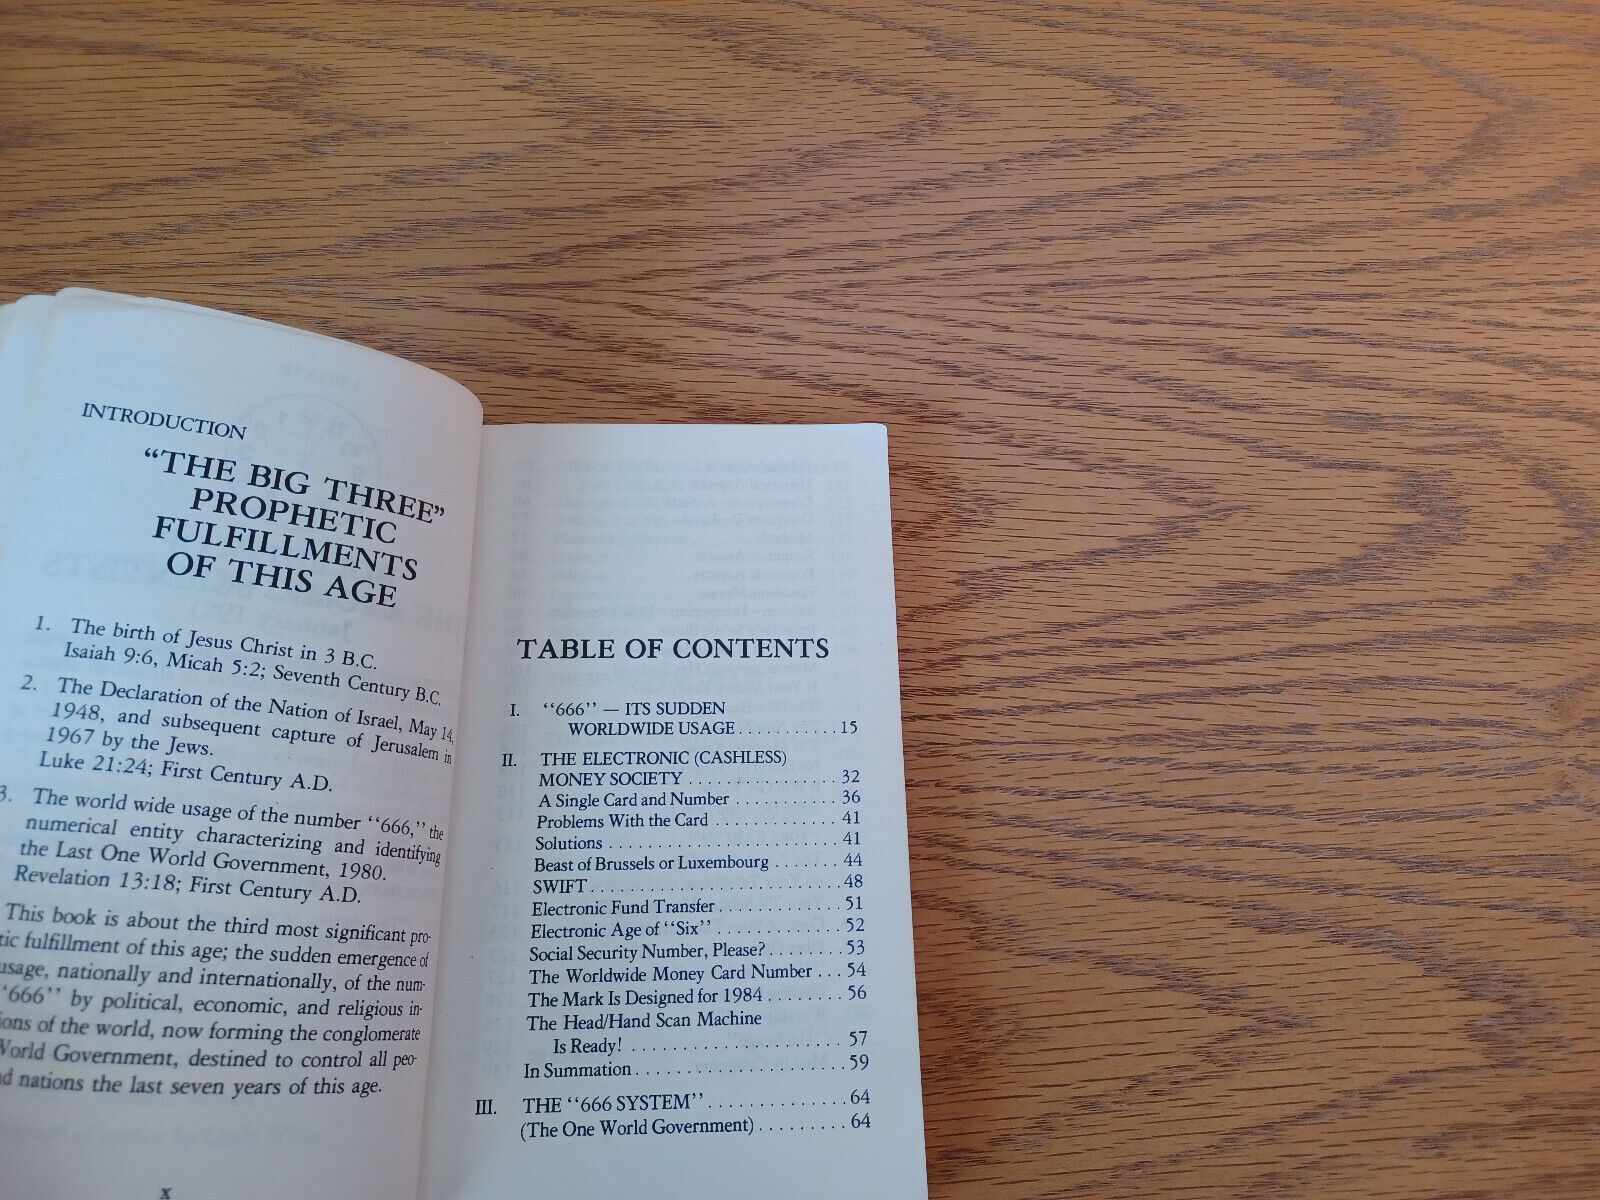 INTRODUCTION
“THE BIG THREE”
PROPHETIC
FULFILLMENTS
OF THIS AGE
1. The birth of Jesus Christ in 3 B.C.
Isaiah 9:6, Micah 5:2; Seventh Century B.C.
2. The Declaration of the Nation of Israel, May 14,
1948, and subsequent capture of Jerusalem in
1967 by the Jews.
Luke 21:24; First Century A.D.
3. The world wide usage of the number “666,” the
numerical entity characterizing and identifying
the Last One World Government, 1980.
Revelation 13:18; First Century A.D.
This book is about the third most significant pro-
tic fulfillment of this age; the sudden emergence of
usage, nationally and internationally, of the num-
“666” by political, economic, and religious in-
ions of the world, now forming the conglomerate
World Government, destined to control all peo-
d nations the last seven years of this age.
x
TABLE OF CONTENTS
I. “666” — ITS SUDDEN
WORLDWIDE USAGE . . . . . . . . . . . 15
II. THE ELECTRONIC (CASHLESS)
MONEY SOCIETY . . . . . . . . . . . . . . . . 32
A Single Card and Number . . . . . . . . . . . 36
Problems With the Card . . . . . . . . . . . . . 41
Solutions . . . . . . . . . . . . . . . . . . . . . . . . . 41
Beast of Brussels or Luxembourg . . . . . . . 44
SWIFT . . . . . . . . . . . . . . . . . . . . . . . . . . . 48
Electronic Fund Transfer . . . . . . . . . . . . . 51
Electronic Age of “Six” . . . . . . . . . . . . . . 52
Social Security Number, Please? . . . . . . . . 53
The Worldwide Money Card Number . . . 54
The Mark Is Designed for 1984 . . . . . . . . 56
The Head/Hand Scan Machine
Is Ready! . . . . . . . . . . . . . . . . . . . . . . . 57
In Summation . . . . . . . . . . . . . . . . . . . . . . 59
III. THE “666 SYSTEM” . . . . . . . . . . . . . . 64
(The One World Government) . . . . . . . . . 64